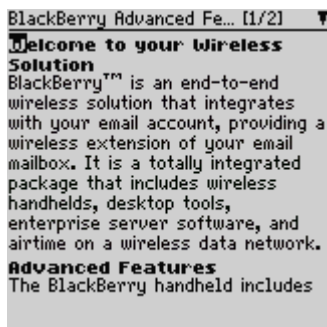 BlackBerry Advanced Fe... [1/2]
Welcome to your Wireless
Solution
BlackBerry™ is an end-to-end
wireless solution that integrates
with your email account, providing a
wireless extension of your email
mailbox. It is a totally integrated
package that includes wireless
handhelds, desktop tools,
enterprise server software, and
airtime on a wireless data network.
Advanced Features
The BlackBerry handheld includes